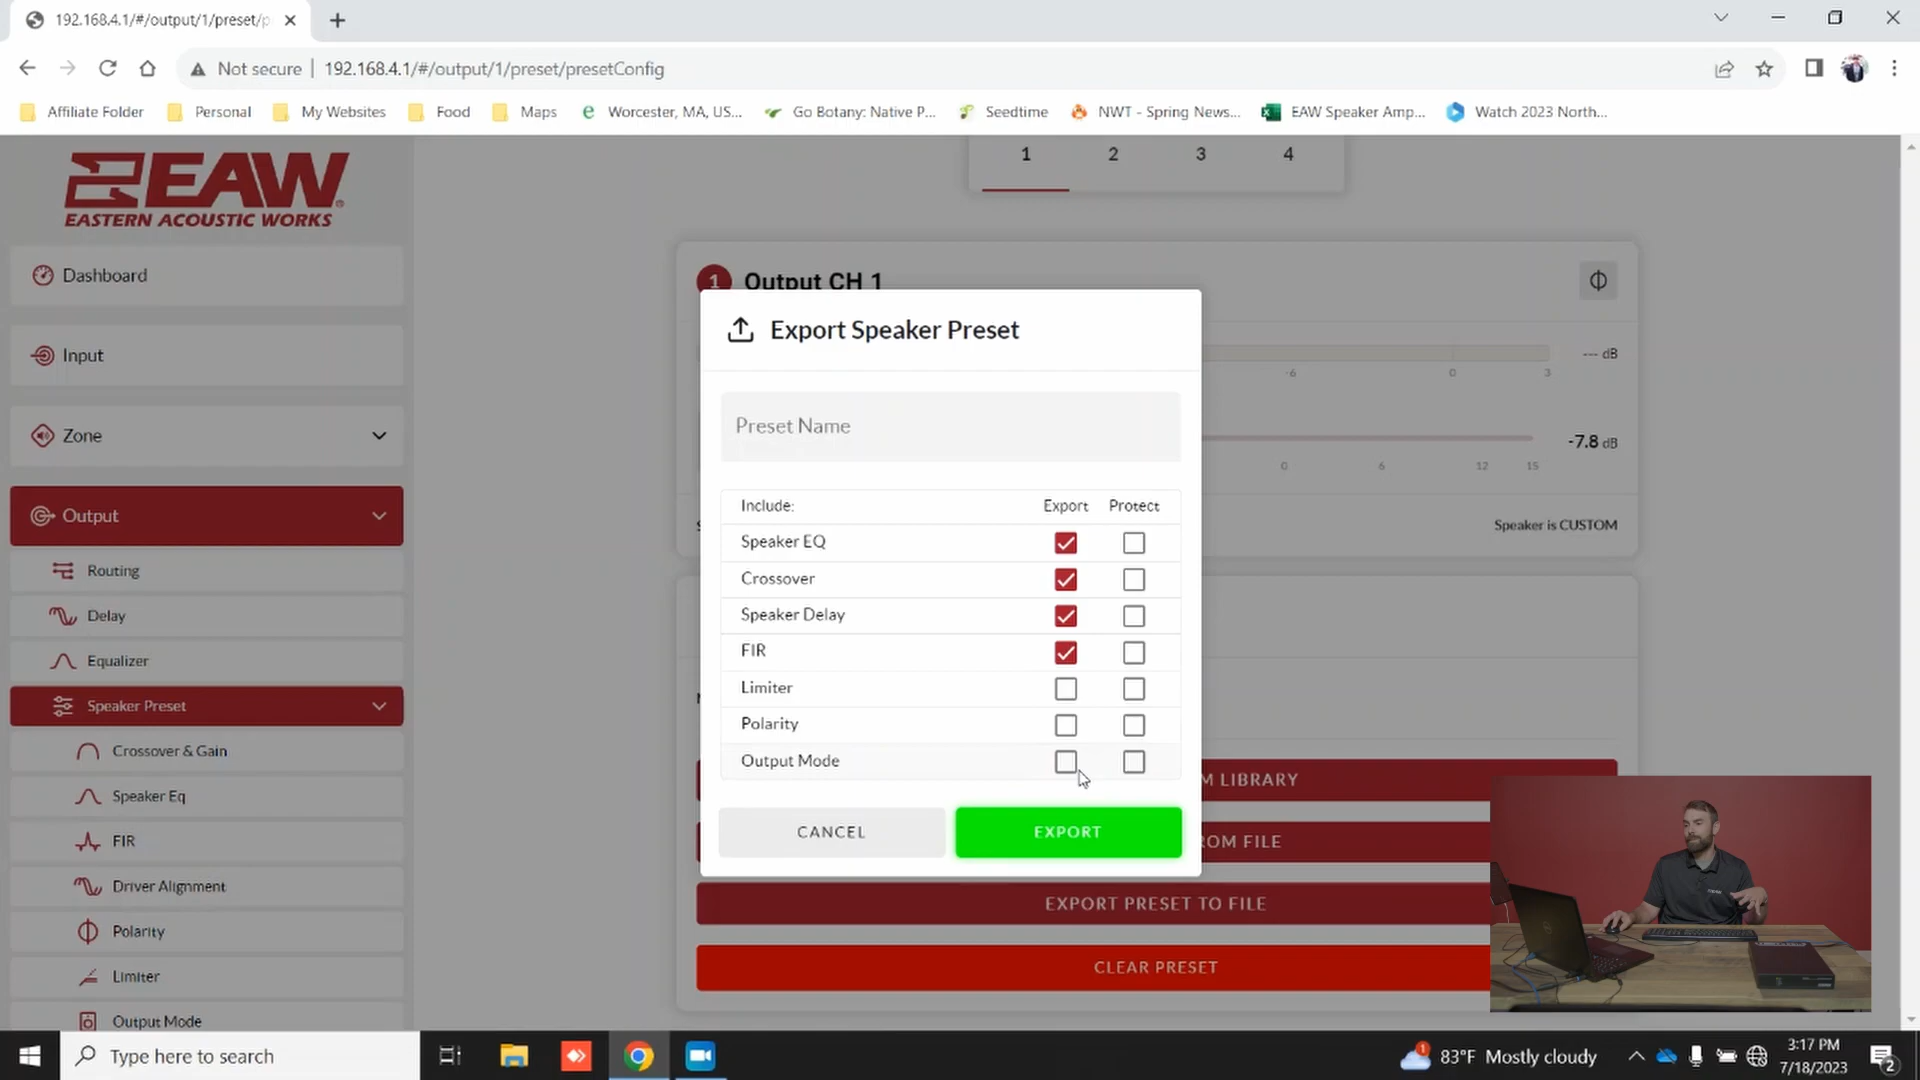 192.168.4.1/#/output/1/preset/p
Not secure
192.168.4.1/#/output/1/preset/presetConfig
Affiliate Folder
Personal
My Websites
Food
Maps
Worcester, MA, US...
Go Botany: Native P...
Seedtime
NWT - Spring News...
EAW Speaker Amp...
Watch 2023 North...
EAW
EASTERN ACOUSTIC WORKS
Dashboard
Input
Zone
Output
Routing
Delay
Equalizer
Speaker Preset
Crossover & Gain
Speaker Eq
FIR
Driver Alignment
Polarity
Limiter
Output Mode
1 2 3 4
1 Output CH 1
--- dB
-6 0 3
-7.8 dB
0 6 12 15
Speaker is CUSTOM
Export Speaker Preset
Preset Name
Include: Export Protect
Speaker EQ
Crossover
Speaker Delay
FIR
Limiter
Polarity
Output Mode
CANCEL
EXPORT
LIBRARY
FILE
EXPORT PRESET TO FILE
CLEAR PRESET
Type here to search
1
83°F Mostly cloudy
3:17 PM
7/18/2023
2